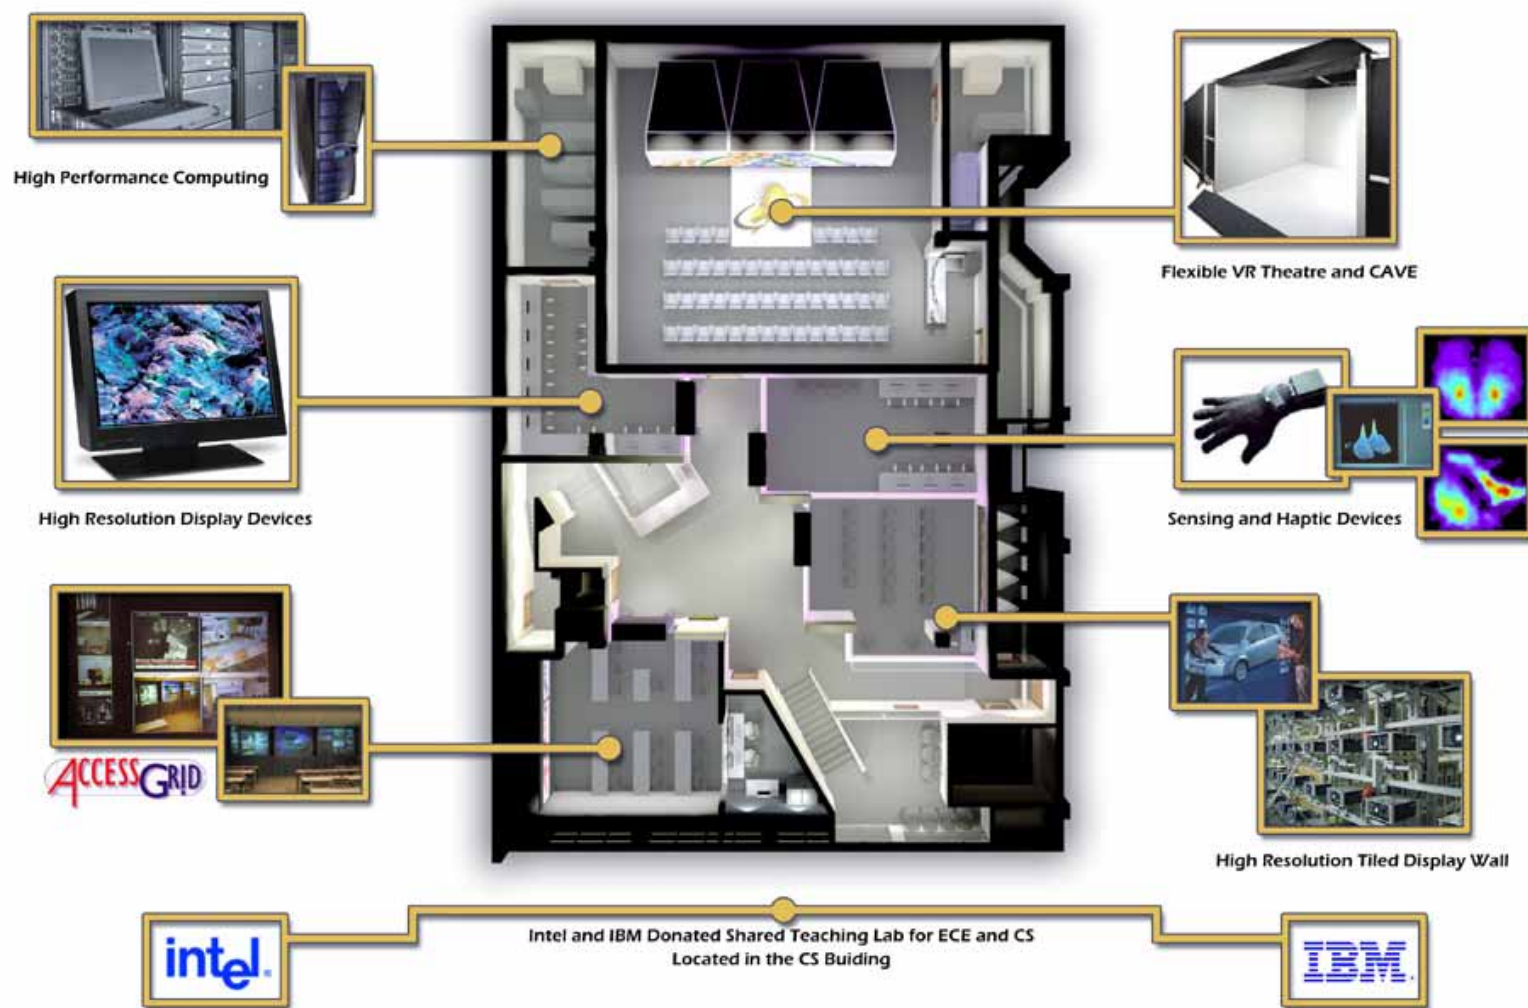 High Performance Computing
Flexible VR Theatre and CAVE
High Resolution Display Devices
Sensing and Haptic Devices
ACCESSGRID
High Resolution Tiled Display Wall
intel.
Intel and IBM Donated Shared Teaching Lab for ECE and CS
Located in the CS Buiding
IBM.